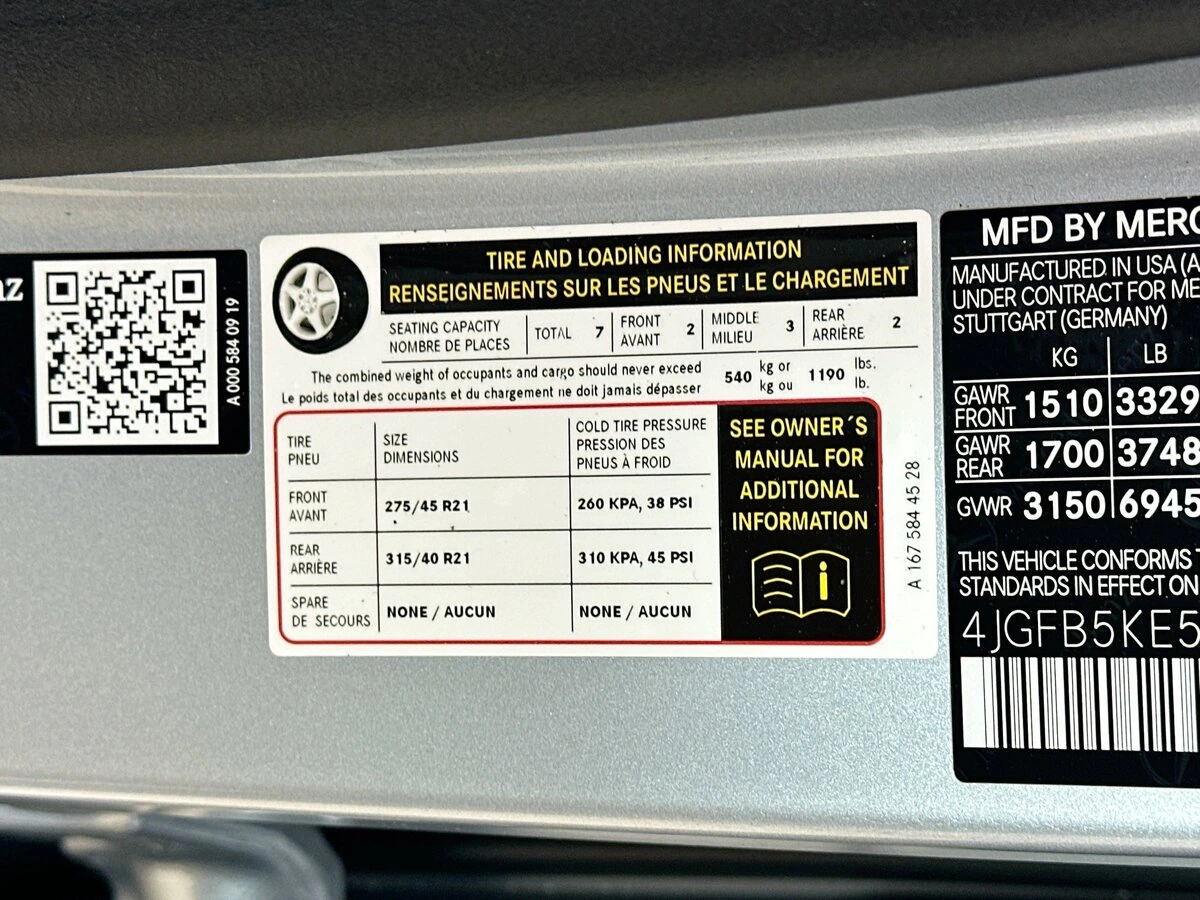 A 000 584 09 19
TIRE AND LOADING INFORMATION
RENSEIGNEMENTS SUR LES PNEUS ET LE CHARGEMENT
SEATING CAPACITY
NOMBRE DE PLACES
TOTAL 7
FRONT
AVANT
2
MIDDLE
MILIEU
3
REAR
ARRIÈRE
2
The combined weight of occupants and cargo should never exceed
Le poids total des occupants et du chargement ne doit jamais dépasser
540
kg or
kg ou
1190
lbs.
lb.
TIRE
PNEU
SIZE
DIMENSIONS
COLD TIRE PRESSURE
PRESSION DES
PNEUS À FROID
FRONT
AVANT
275/45 R21
260 KPA, 38 PSI
REAR
ARRIÈRE
315/40 R21
310 KPA, 45 PSI
SPARE
DE SECOURS
NONE / AUCUN
NONE / AUCUN
SEE OWNER´S
MANUAL FOR
ADDITIONAL
INFORMATION
i
A 167 584 45 28
MFD BY MERC
MANUFACTURED IN USA (A
UNDER CONTRACT FOR ME
STUTTGART (GERMANY)
KG LB
GAWR
FRONT
1510 3329
GAWR
REAR
1700 3748
GVWR 3150 6945
THIS VEHICLE CONFORMS
STANDARDS IN EFFECT ON
4JGFB5KE5